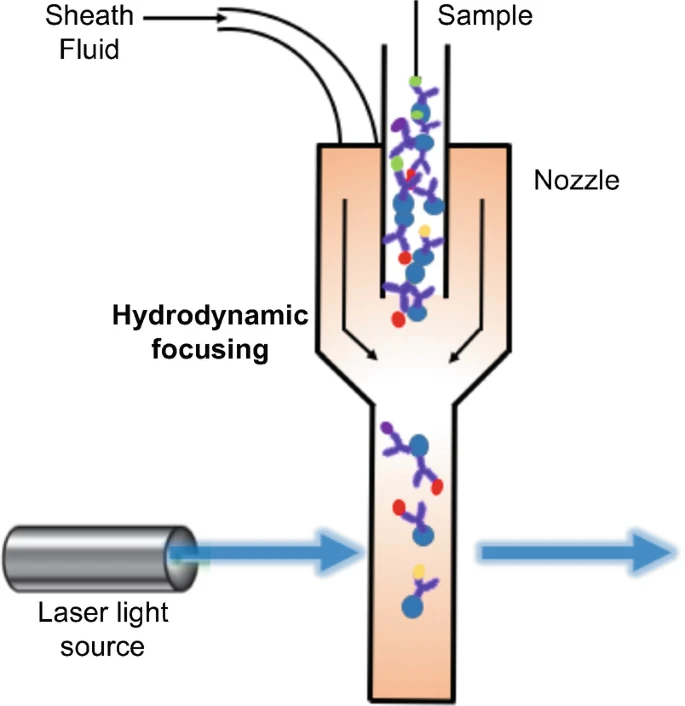 Sheath
Fluid
Sample
Nozzle
Hydrodynamic
focusing
Laser light
source